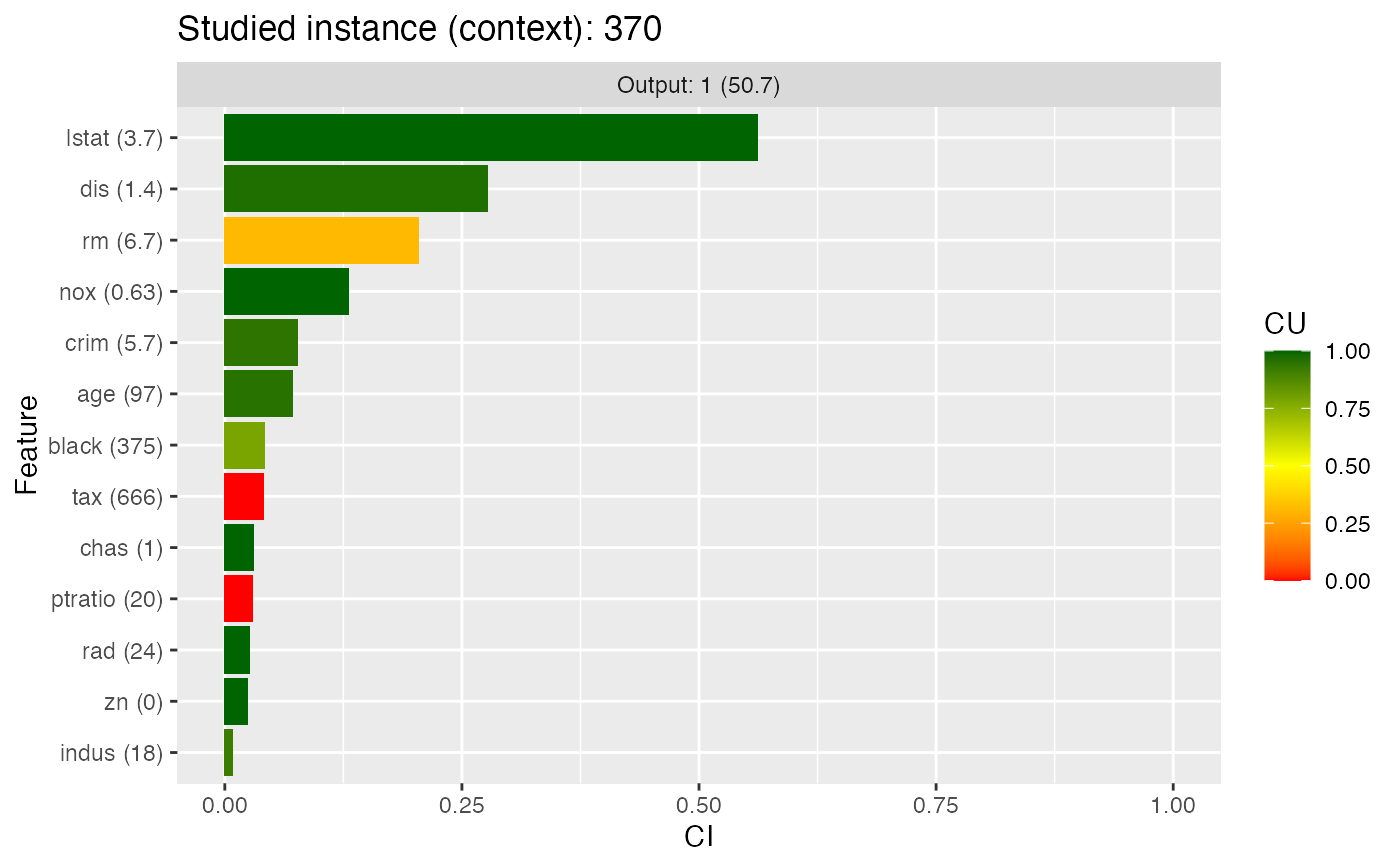 Studied instance (context): 370
Output: 1 (50.7)
lstat (3.7)
dis (1.4)
rm (6.7)
nox (0.63)
crim (5.7)
age (97)
black (375)
tax (666)
chas (1)
ptratio (20)
rad (24)
zn (0)
indus (18)
Feature
0.00 0.25 0.50 0.75 1.00
CI
CU
1.00
0.75
0.50
0.25
0.00